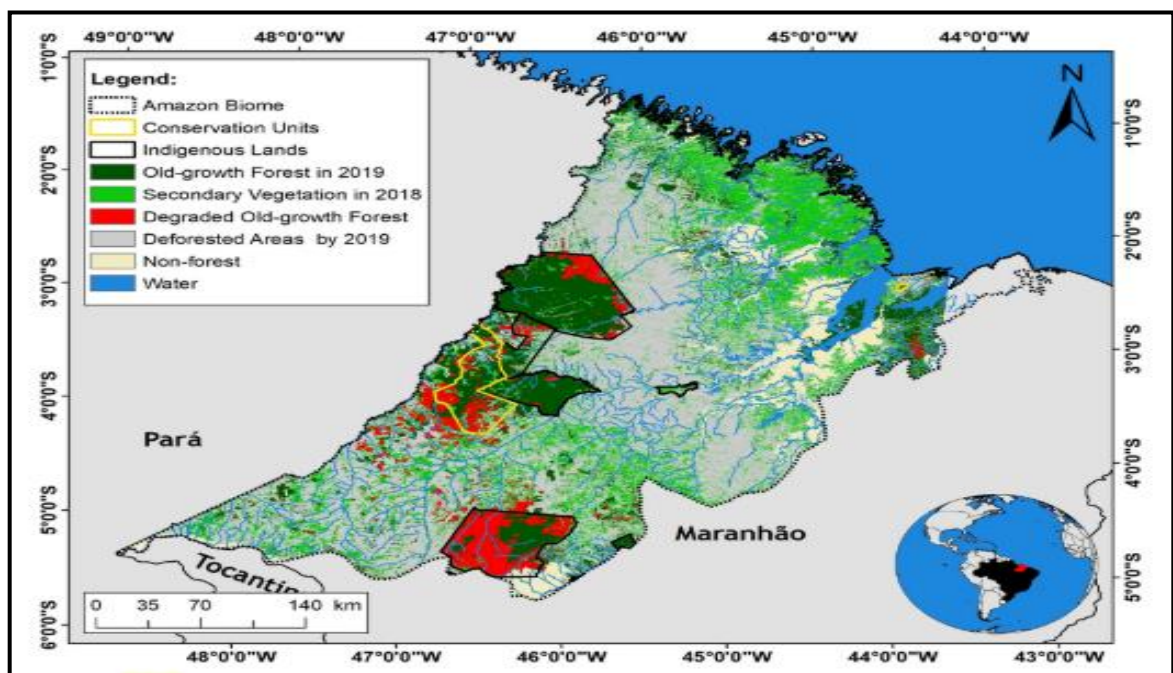 49°0'0"W 48°0'0"W 47°0'0"W 46°0'0"W 45°0'0"W 44°0'0"W
1°0'0"S
2°0'0"S
3°0'0"S
4°0'0"S
5°0'0"S
6°0'0"S
Legend:
Amazon Biome
Conservation Units
Indigenous Lands
Old-growth Forest in 2019
Secondary Vegetation in 2018
Degraded Old-growth Forest
Deforested Areas by 2019
Non-forest
Water
N
1°0'0"S
2°0'0"S
3°0'0"S
4°0'0"S
5°0'0"S
Pará
Maranhão
Tocantin
0 35 70 140 km
48°0'0"W 47°0'0"W 46°0'0"W 45°0'0"W 44°0'0"W 43°0'0"W